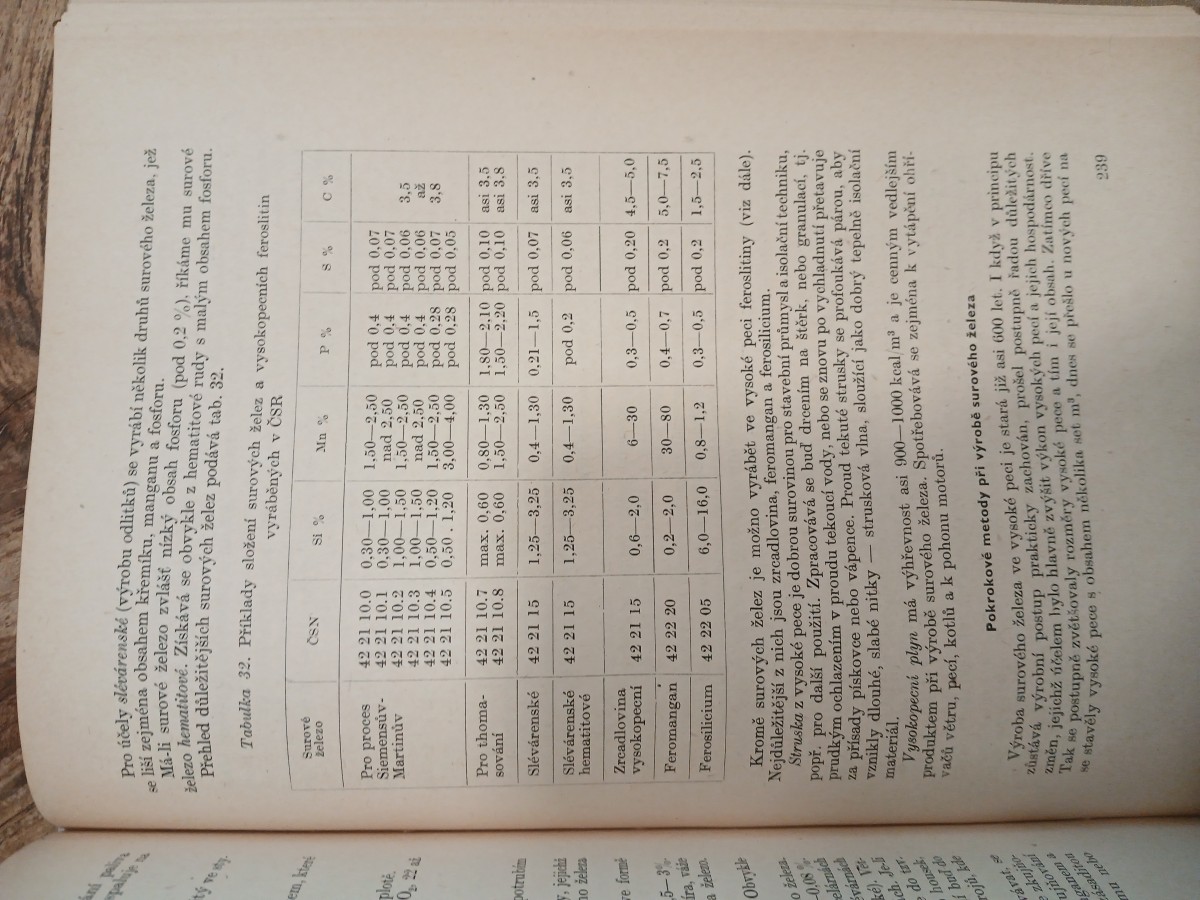 Pro účely slévárenské (výrobu odlitků) se vyrábí několik druhů surového železa, jež
se liší zejména obsahem křemíku, manganu a fosforu.
Má-li surové železo zvlášť nízký obsah fosforu (pod 0,2 %), říkáme mu surové
železo hematitové. Získává se obvykle z hematitové rudy s malým obsahem fosforu.
Přehled důležitějších surových želez podává tab. 32.
Tabulka 32. Příklady složení surových želez a vysokopecních feroslitin
vyráběných v ČSR
Surové železo | ČSN | Si % | Mn % | P % | S % | C %
Pro proces | 42 21 10.0 | 0,30—1,00 | 1,50—2,50 | pod 0,4 | pod 0,07
Siemensův- | 42 21 10.1 | 0,30—1,00 | nad 2,50 | pod 0,4 | pod 0,07
Martinův | 42 21 10.2 | 1,00—1,50 | 1,50—2,50 | pod 0,4 | pod 0,06 | 3,5
42 21 10.3 | 1,00—1,50 | nad 2,50 | pod 0,4 | pod 0,06 | až
42 21 10.4 | 0,50—1,20 | 1,50—2,50 | pod 0,28 | pod 0,07 | 3,8
42 21 10.5 | 0,50 . 1,20 | 3,00—4,00 | pod 0,28 | pod 0,05
Pro thoma- | 42 21 10.7 | max. 0,60 | 0,80—1,30 | 1,80—2,10 | pod 0,10 | asi 3,5
sování | 42 21 10.8 | max. 0,60 | 1,50—2,50 | 1,50—2,20 | pod 0,10 | asi 3,8
Slévárenské | 42 21 15 | 1,25—3,25 | 0,4—1,30 | 0,21—1,5 | pod 0,07 | asi 3,5
Slévárenské
hematitové | 42 21 15 | 1,25—3,25 | 0,4—1,30 | pod 0,2 | pod 0,06 | asi 3,5
Zrcadlovina
vysokopecní | 42 21 15 | 0,6—2,0 | 6—30 | 0,3—0,5 | pod 0,20 | 4,5—5,0
Feromangan | 42 22 20 | 0,2—2,0 | 30—80 | 0,4—0,7 | pod 0,2 | 5,0—7,5
Ferosilicium | 42 22 05 | 6,0—16,0 | 0,8—1,2 | 0,3—0,5 | pod 0,2 | 1,5—2,5
Kromě surových želez je možno vyrábět ve vysoké peci feroslitiny (viz dále).
Nejdůležitější z nich jsou zrcadlovina, feromangan a ferosilicium.
Struska z vysoké pece je dobrou surovinou pro stavební průmysl a isolační techniku,
popř. pro další použití. Zpracovává se buď drcením na štěrk, nebo granulací, tj.
prudkým ochlazením v proudu tekoucí vody, nebo se znovu po vychladnutí přetavuje
za přísady pískovce nebo vápence. Proud tekuté strusky se profoukává párou, aby
vznikly dlouhé, slabé nitky — strusková vlna, sloužící jako dobrý tepelně isolační
materiál.
Vysokopecní plyn má výhřevnost asi 900—1000 kcal/m³ a je cenným vedlejším
produktem při výrobě surového železa. Spotřebovává se zejména k vytápění ohří-
vačů větru, pecí, kotlů a k pohonu motorů.
Pokrokové metody při výrobě surového železa
Výroba surového železa ve vysoké peci je stará již asi 600 let. I když v principu
zůstává výrobní postup prakticky zachován, prošel postupně řadou důležitých
změn, jejichž účelem bylo hlavně zvýšit výkon vysokých pecí a jejich hospodárnost.
Tak se postupně zvětšovaly rozměry vysoké pece a tím i její obsah. Zatímco dříve
se stavěly vysoké pece s obsahem několika set m³, dnes se přešlo u nových pecí na
239